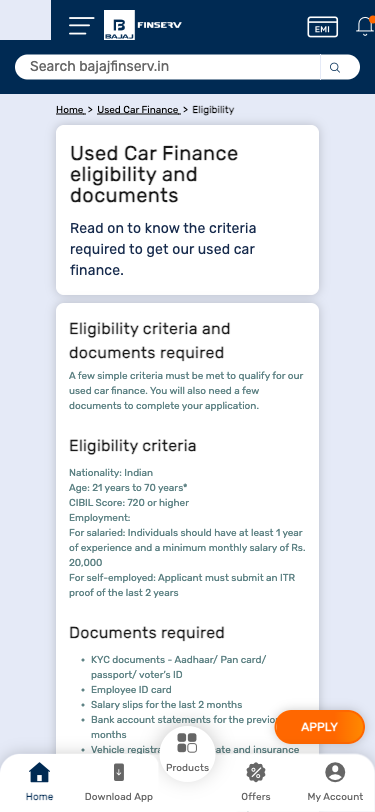 B
BAJAJ
FINSERV
EMI
Search bajajfinserv.in
Home > Used Car Finance > Eligibility
Used Car Finance
eligibility and
documents
Read on to know the criteria
required to get our used car
finance.
Eligibility criteria and
documents required
A few simple criteria must be met to qualify for our
used car finance. You will also need a few
documents to complete your application.
Eligibility criteria
Nationality: Indian
Age: 21 years to 70 years*
CIBIL Score: 720 or higher
Employment:
For salaried: Individuals should have at least 1 year
of experience and a minimum monthly salary of Rs.
20,000
For self-employed: Applicant must submit an ITR
proof of the last 2 years
Documents required
• KYC documents - Aadhaar/ Pan card/
passport/ voter's ID
• Employee ID card
• Salary slips for the last 2 months
• Bank account statements for the
months
• Vehicle ate and insurance
APPLY
Home
Download App
Products
Offers
My Account